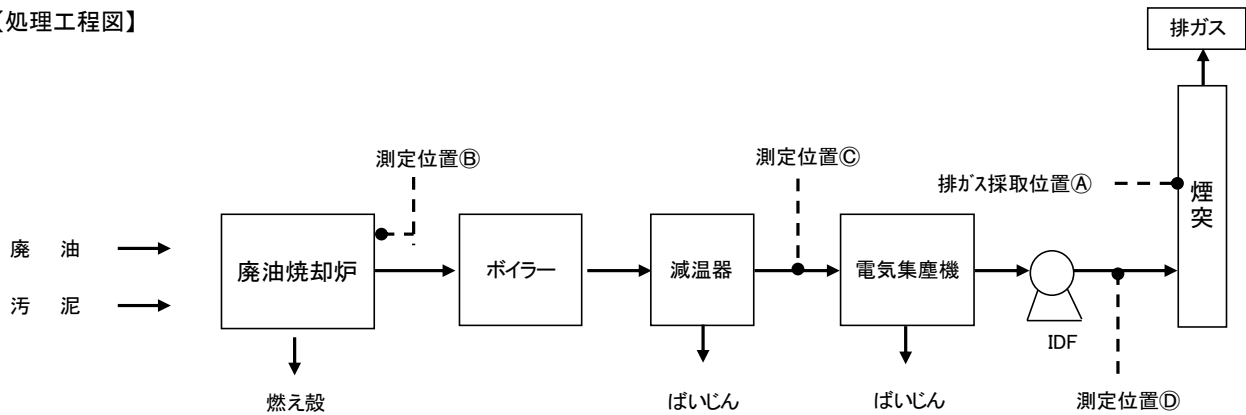 【処理工程図】
排ガス
測定位置Ⓑ
測定位置Ⓒ
排ガス採取位置Ⓐ
煙突
廃　油
汚　泥
廃油焼却炉
ボイラー
減温器
電気集塵機
IDF
燃え殻
ばいじん
ばいじん
測定位置Ⓓ